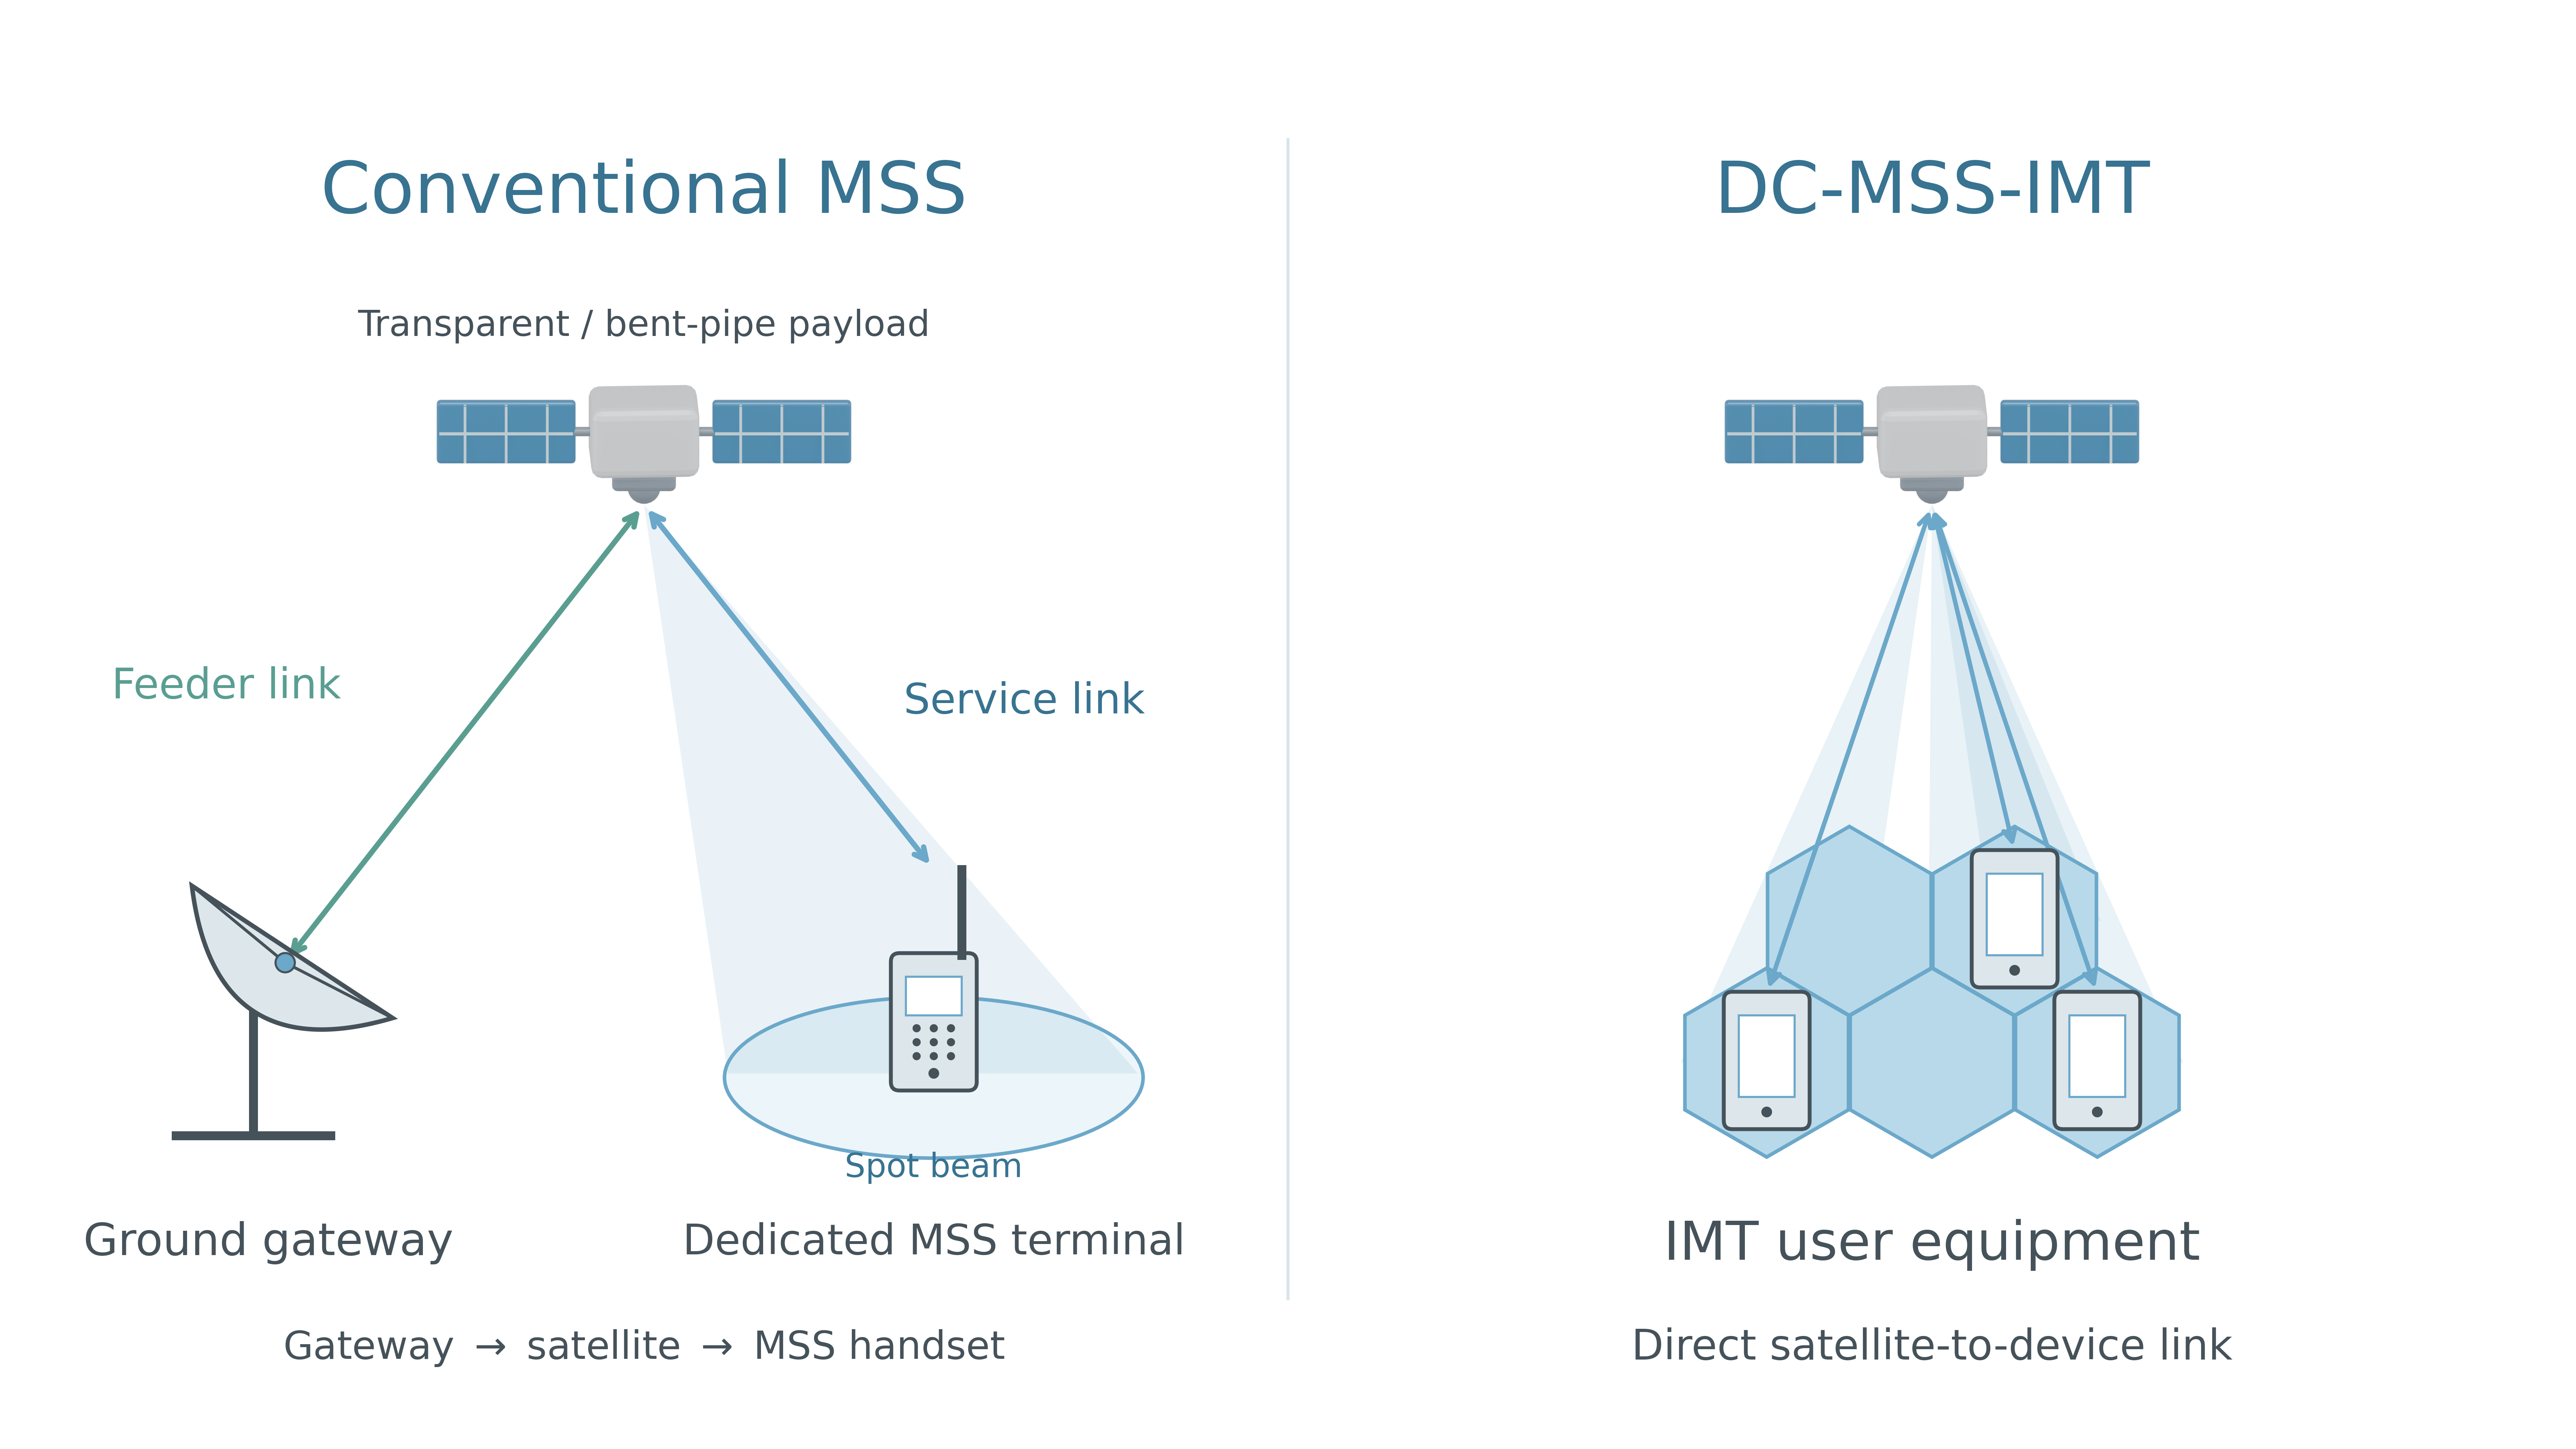 Conventional MSS
Transparent / bent-pipe payload
Feeder link
Service link
Spot beam
Ground gateway
Dedicated MSS terminal
Gateway → satellite → MSS handset
DC-MSS-IMT
IMT user equipment
Direct satellite-to-device link